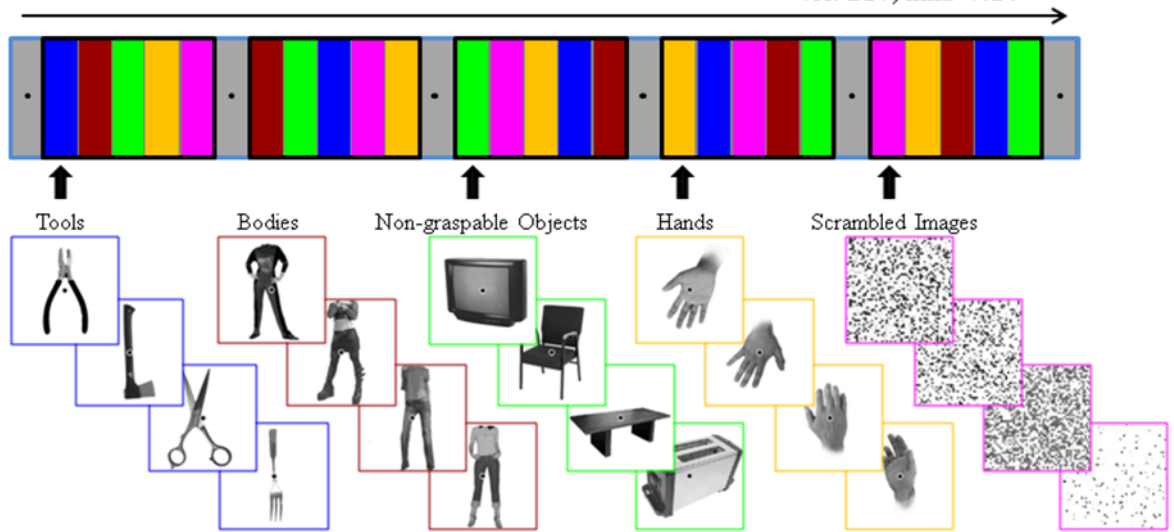 Tools
Bodies
Non-graspable Objects
Hands
Scrambled Images